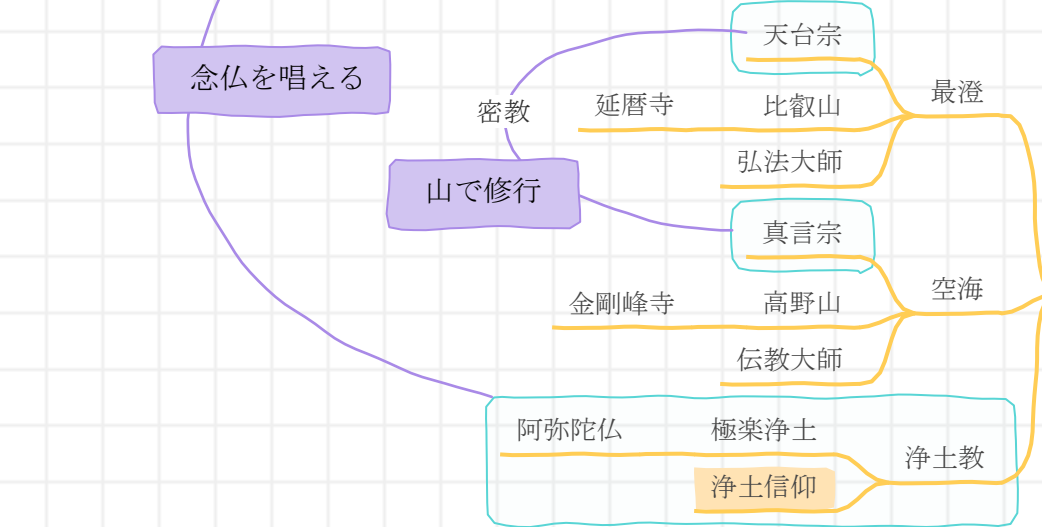 天台宗
念仏を唱える
最澄
延暦寺
比叡山
密教
弘法大師
山で修行
真言宗
空海
金剛峰寺
高野山
伝教大師
阿弥陀仏
極楽浄土
浄土教
浄土信仰